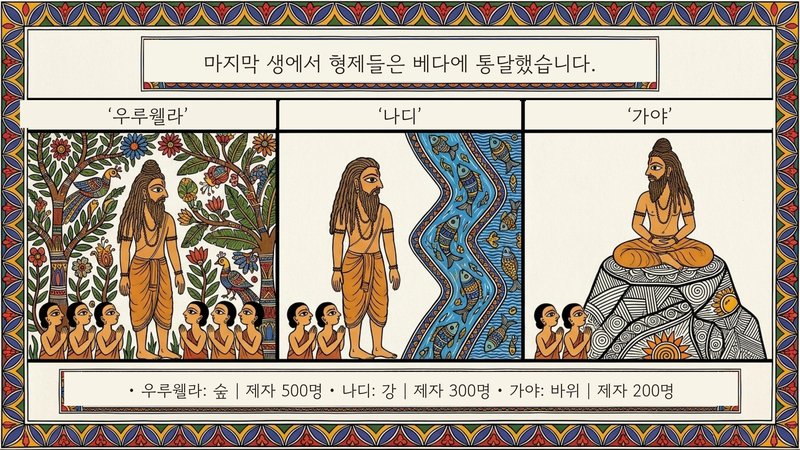 마지막 생에서 형제들은 베다에 통달했습니다.
‘우루웰라’
‘나디’
‘가야’
• 우루웰라: 숲 | 제자 500명 • 나디: 강 | 제자 300명 • 가야: 바위 | 제자 200명